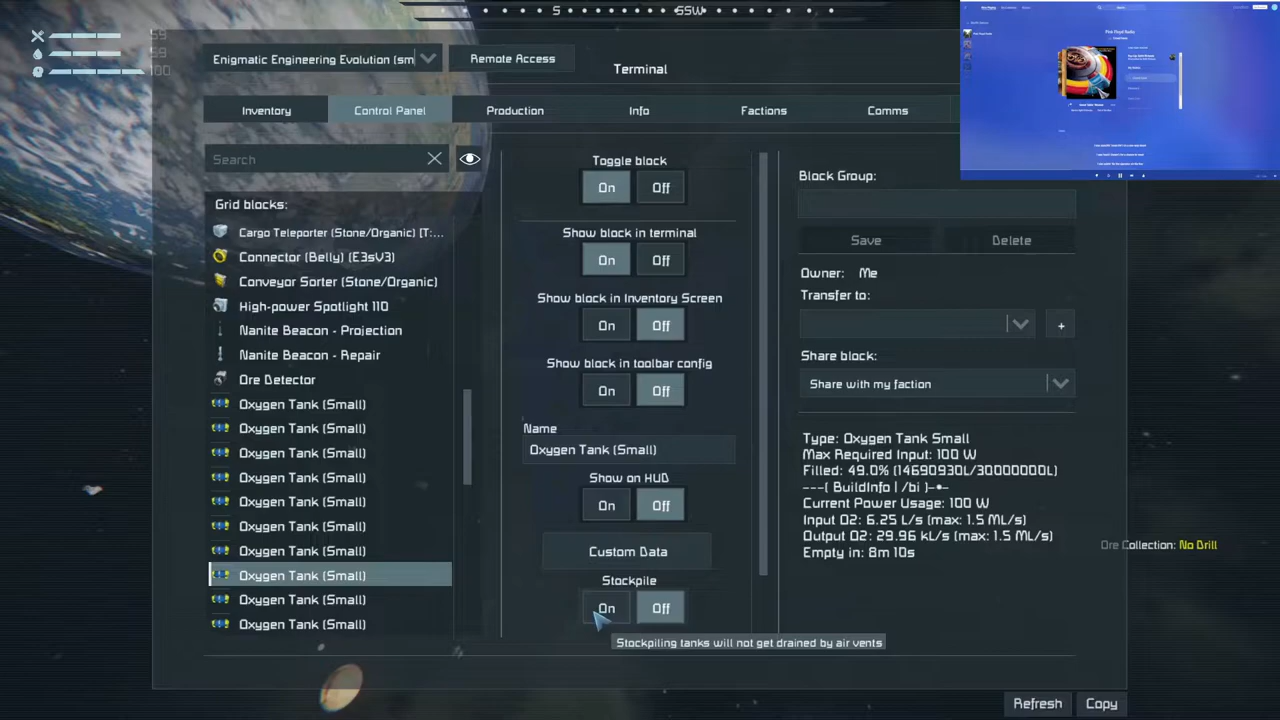 S
SSW
59
59
100
Enigmatic Engineering Evolution (sm
Remote Access
Terminal
Inventory
Control Panel
Production
Info
Factions
Comms
Search
Grid blocks:
Cargo Teleporter (Stone/Organic) [T:...
Connector (Belly) (E3sV3)
Conveyor Sorter (Stone/Organic)
High-power Spotlight 110
Nanite Beacon - Projection
Nanite Beacon - Repair
Ore Detector
Oxygen Tank (Small)
Oxygen Tank (Small)
Oxygen Tank (Small)
Oxygen Tank (Small)
Oxygen Tank (Small)
Oxygen Tank (Small)
Oxygen Tank (Small)
Oxygen Tank (Small)
Oxygen Tank (Small)
Oxygen Tank (Small)
Toggle block
On Off
Show block in terminal
On Off
Show block in Inventory Screen
On Off
Show block in toolbar config
On Off
Name
Oxygen Tank (Small)
Show on HUD
On Off
Custom Data
Stockpile
On Off
Stockpiling tanks will not get drained by air vents
Block Group:
Save Delete
Owner: Me
Transfer to:
+
Share block:
Share with my faction
Type: Oxygen Tank Small
Max Required Input: 100 W
Filled: 49.0% (14690930L/30000000L)
---( BuildInfo | /bi )-•-
Current Power Usage: 100 W
Input O2: 6.25 L/s (max: 1.5 ML/s)
Output O2: 29.96 kL/s (max: 1.5 ML/s)
Empty in: 8m 10s
Ore Collection: No Drill
Refresh
Copy
Pink Floyd Radio